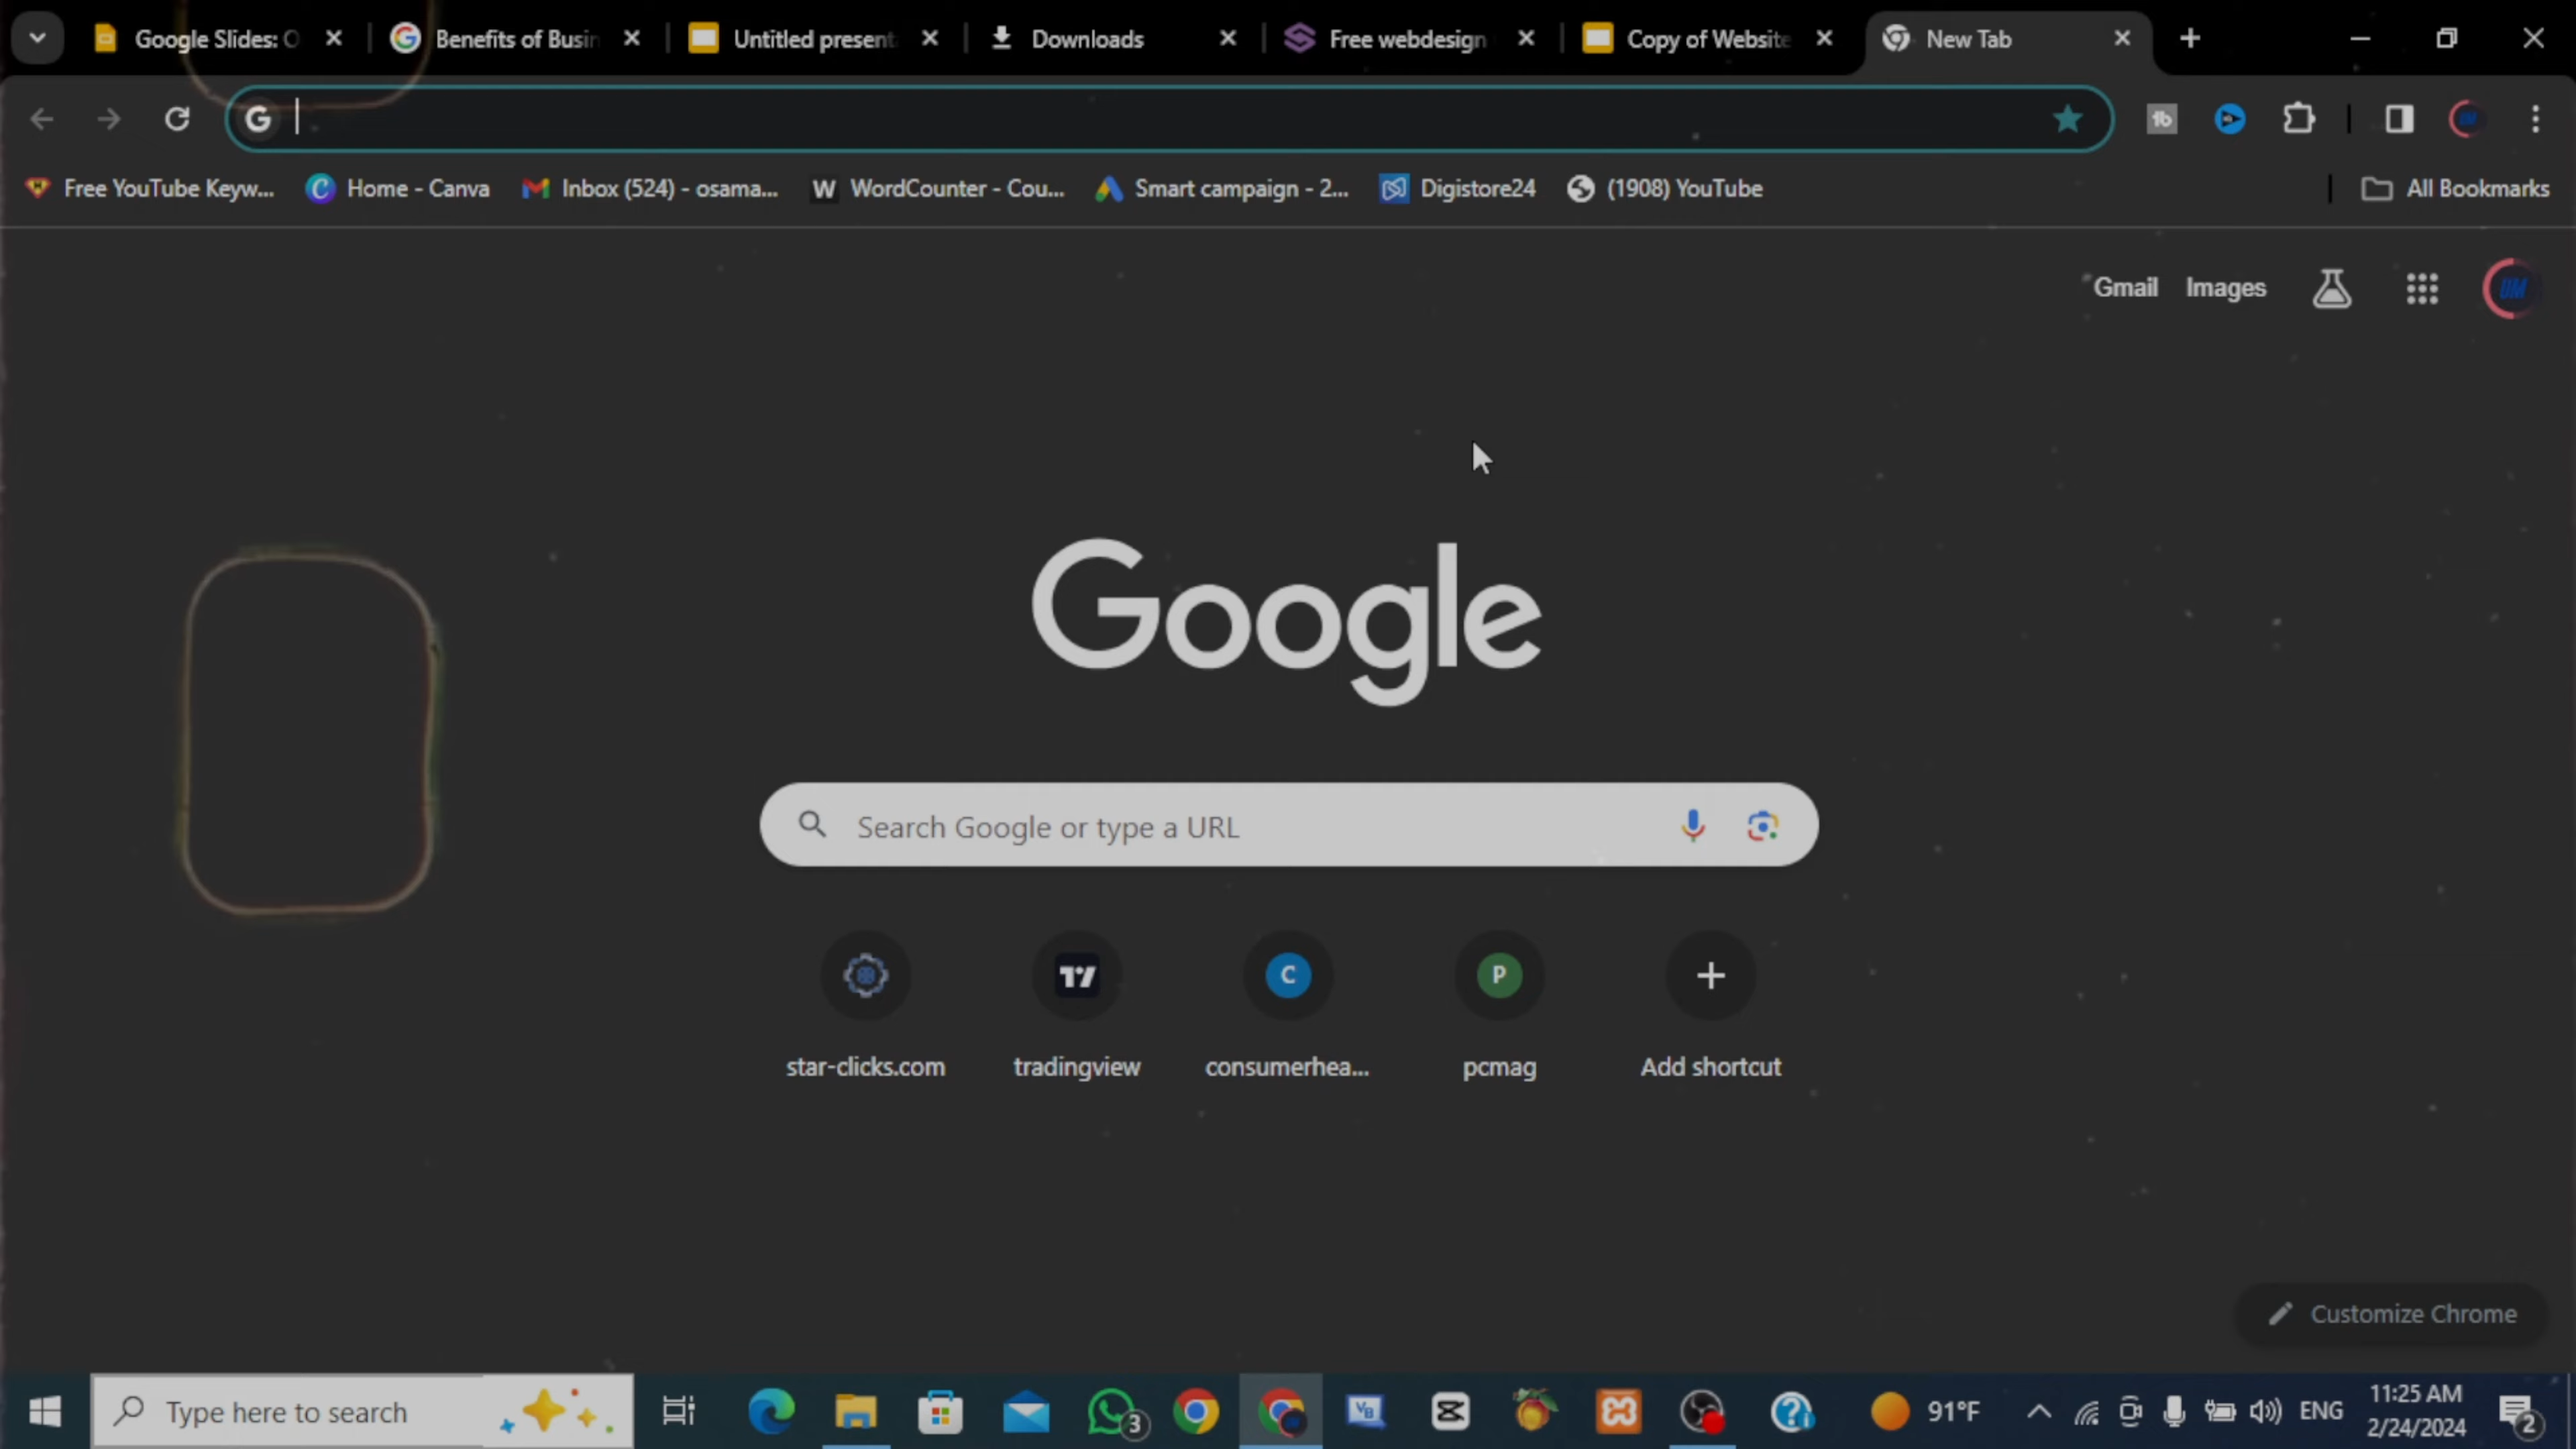 Google Slides: O
Benefits of Busin
Untitled present
Downloads
Free webdesign
Copy of Website
New Tab
Free YouTube Keyw...
Home - Canva
Inbox (524) - osama...
WordCounter - Cou...
Smart campaign - 2...
Digistore24
(1908) YouTube
All Bookmarks
Gmail
Images
Google
Search Google or type a URL
star-clicks.com
tradingview
consumerhea...
pcmag
Add shortcut
Customize Chrome
Type here to search
3
91°F
ENG
11:25 AM
2/24/2024
2